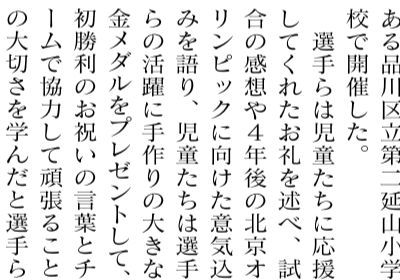 ある品川区立第二延山小学
校で開催した。
　選手らは児童たちに応援
してくれたお礼を述べ、試
合の感想や４年後の北京オ
リンピックに向けた意気込
みを語り、児童たちは選手
らの活躍に手作りの大きな
金メダルをプレゼントして、
初勝利のお祝いの言葉とチ
ームで協力して頑張ること
の大切さを学んだと選手ら